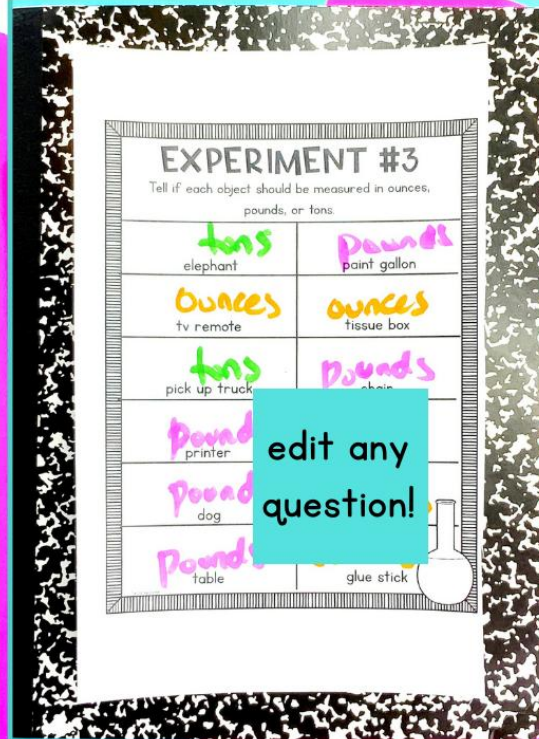 EXPERIMENT #3
Tell if each object should be measured in ounces,
pounds, or tons.
tons
elephant
pounds
paint gallon
ounces
tv remote
ounces
tissue box
tons
pick up truck
pounds
printer
dog
pounds
table
glue stick
edit any
question!